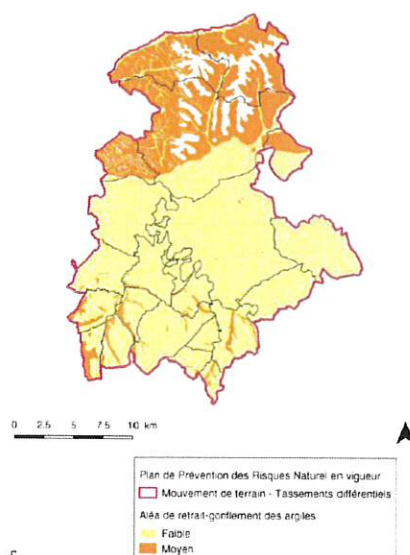 0 2.5 5 7.5 10 km
Plan de Prévention des Risques Naturel en vigueur
Mouvement de terrain - Tassements différentiels
Aléa de retrait-gonflement des argiles
Faible
Moyen